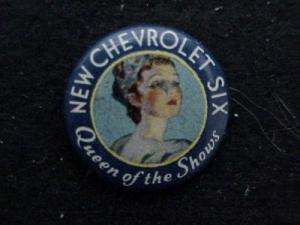 NEW CHEVROLET SIX
Queen of the Shows